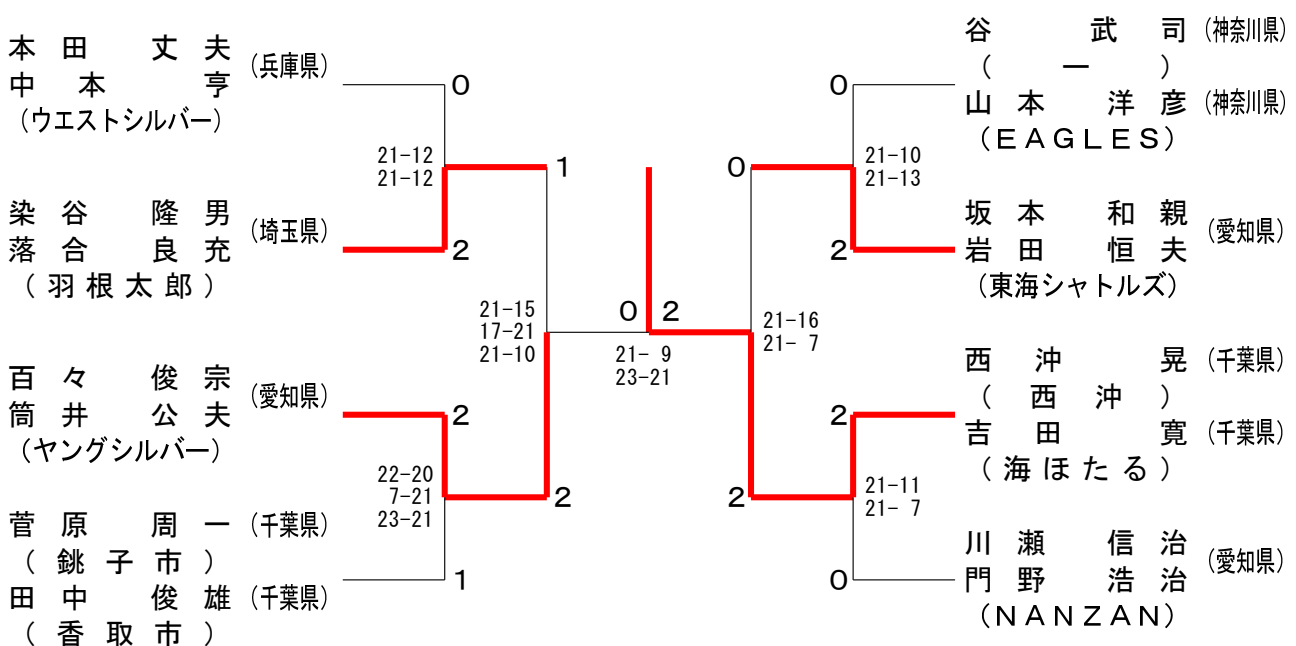 本田 丈夫 (兵庫県)
中本 亨
(ウエストシルバー)
0
21-12
21-12
1
染谷 隆男 (埼玉県)
落合 良充
(羽根太郎)
2
21-15
17-21
21-10
百々 俊宗 (愛知県)
筒井 公夫
(ヤングシルバー)
2
22-20
7-21
23-21
2
菅原 周一 (千葉県)
(銚子市)
田中 俊雄 (千葉県)
(香取市)
1
0 2
21- 9
23-21
谷 武司 (神奈川県)
(ー)
山本 洋彦 (神奈川県)
(EAGLES)
0
0
21-10
21-13
坂本 和親 (愛知県)
岩田 恒夫
(東海シャトルズ)
2
21-16
21- 7
西沖 晃 (千葉県)
(西沖)
吉田 寛 (千葉県)
(海ほたる)
2
2
21-11
21- 7
川瀬 信治 (愛知県)
門野 浩治
(NANZAN)
0